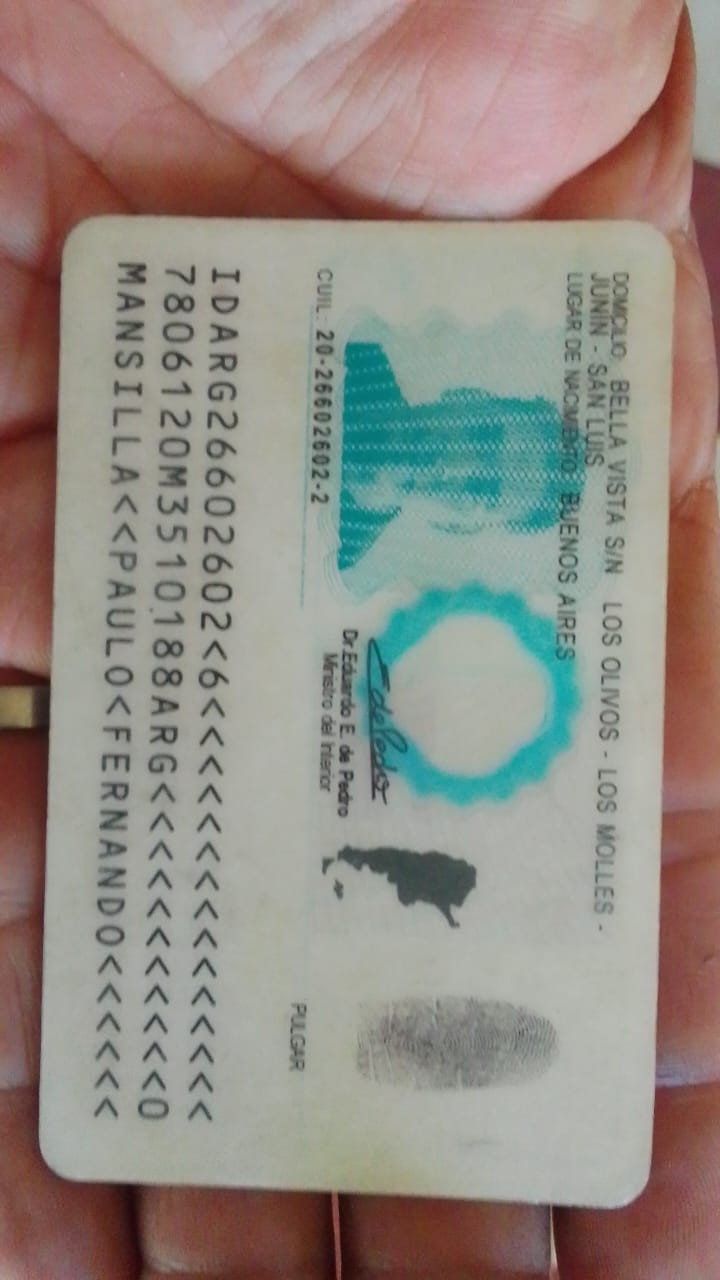 DOMICILIO: BELLA VISTA S/N LOS OLIVOS - LOS MOLLES -
JUNÍN - SAN LUIS
LUGAR DE NACIMIENTO: BUENOS AIRES
Dr. Eduardo E. de Pedro
Ministro del Interior
CUIL: 20-26602602-2
PULGAR
IDARG26602602<6<<<<<<<<<<<<<<<
7806120M3510188ARG<<<<<<<<<<<0
MANSILLA<<PAULO<FERNANDO<<<<<<